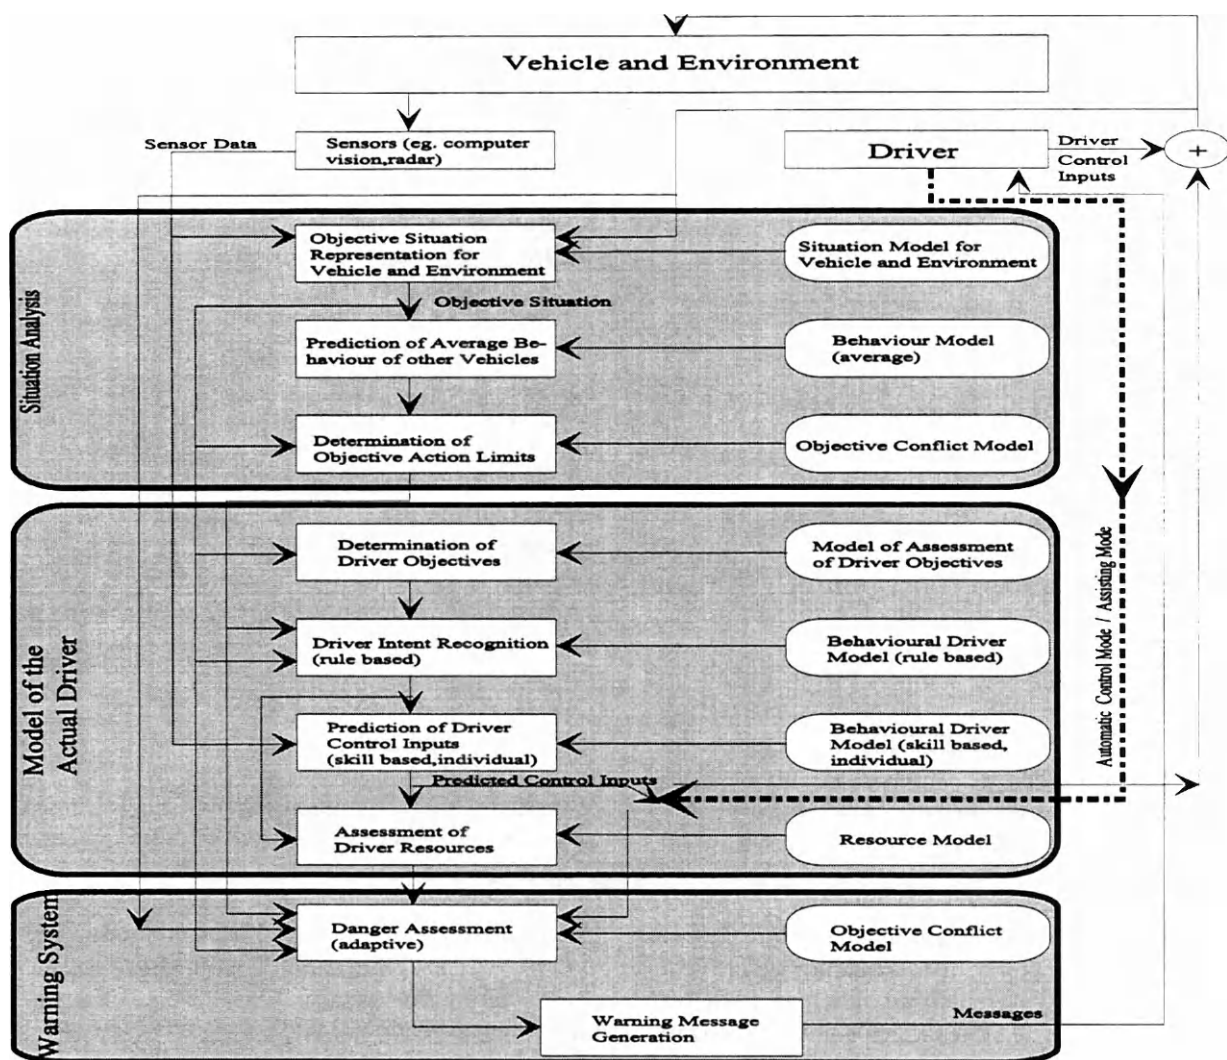 Vehicle and Environment
Sensor Data
Sensors (eg. computer
vision,radar)
Driver
Driver
Control
Inputs
+
Situation Analysis
Objective Situation
Representation for
Vehicle and Environment
Situation Model for
Vehicle and Environment
Objective Situation
Prediction of Average Be-
haviour of other Vehicles
Behaviour Model
(average)
Determination of
Objective Action Limits
Objective Conflict Model
Automatic Control Mode / Assisting Mode
Model of the
Actual Driver
Determination of
Driver Objectives
Model of Assessment
of Driver Objectives
Driver Intent Recognition
(rule based)
Behavioural Driver
Model (rule based)
Prediction of Driver
Control Inputs
(skill based,individual)
Behavioural Driver
Model (skill based,
individual)
Predicted Control Inputs
Assessment of
Driver Resources
Resource Model
Warning System
Danger Assessment
(adaptive)
Objective Conflict
Model
Warning Message
Generation
Messages